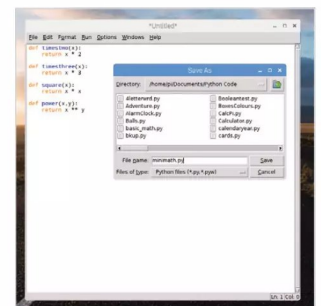 *Untitled*
File Edit Format Run Options Windows Help
def timestwo(x):
return x * 2
def timesthree(x):
return x * 3
def square(x):
return x * x
def power(x,y):
return x ** y
Save As
Directory: /home/pi/Documents/Python Code
aletterwrd.py
Adventure.py
AlarmClock.py
Balls.py
basic_math.py
bkup.py
Booleantest.py
BoxesColours.py
CalcPi.py
Calculator.py
calendaryear.py
cards.py
File name: minimath.py Save
Files of type: Python files (*.py,*.pyw) Cancel
Ln: 1 Col: 0